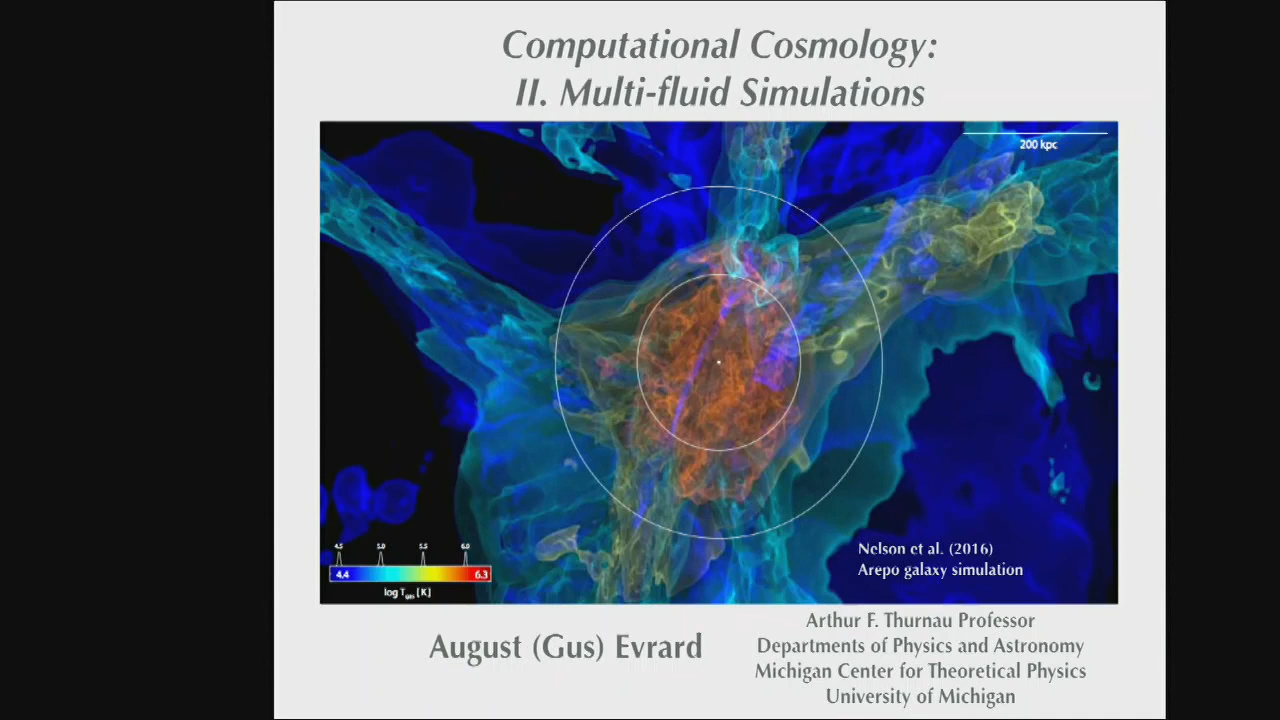 Computational Cosmology:
II. Multi-fluid Simulations
200 kpc
Nelson et al. (2016)
Arepo galaxy simulation
4.5 5.0 5.5 6.0
4.4 6.3
log T_gas [K]
August (Gus) Evrard
Arthur F. Thurnau Professor
Departments of Physics and Astronomy
Michigan Center for Theoretical Physics
University of Michigan